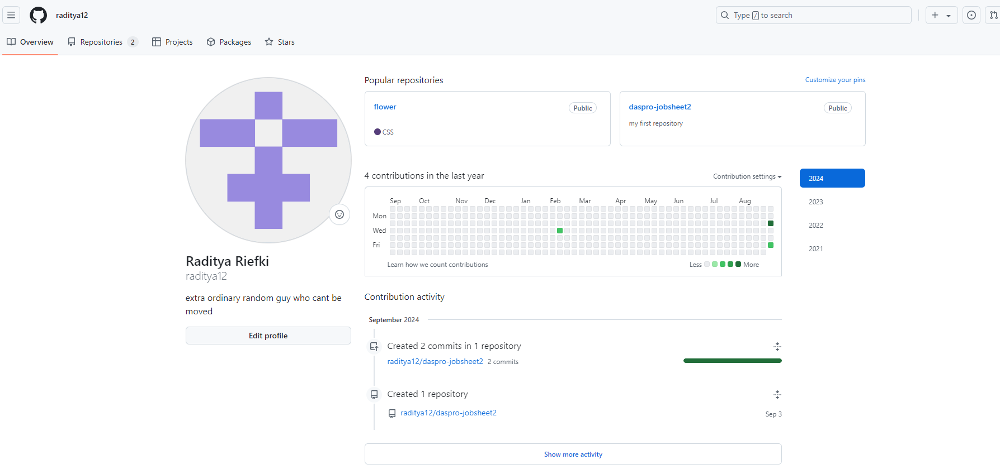 raditya12
Type / to search
Overview
Repositories 2
Projects
Packages
Stars
Popular repositories
Customize your pins
flower
Public
CSS
daspro-jobsheet2
Public
my first repository
Raditya Riefki
raditya12
extra ordinary random guy who cant be
moved
Edit profile
4 contributions in the last year
Contribution settings
Sep Oct Nov Dec Jan Feb Mar Apr May Jun Jul Aug
Mon
Wed
Fri
Learn how we count contributions
Less More
2024
2023
2022
2021
Contribution activity
September 2024
Created 2 commits in 1 repository
raditya12/daspro-jobsheet2 2 commits
Created 1 repository
raditya12/daspro-jobsheet2 Sep 3
Show more activity